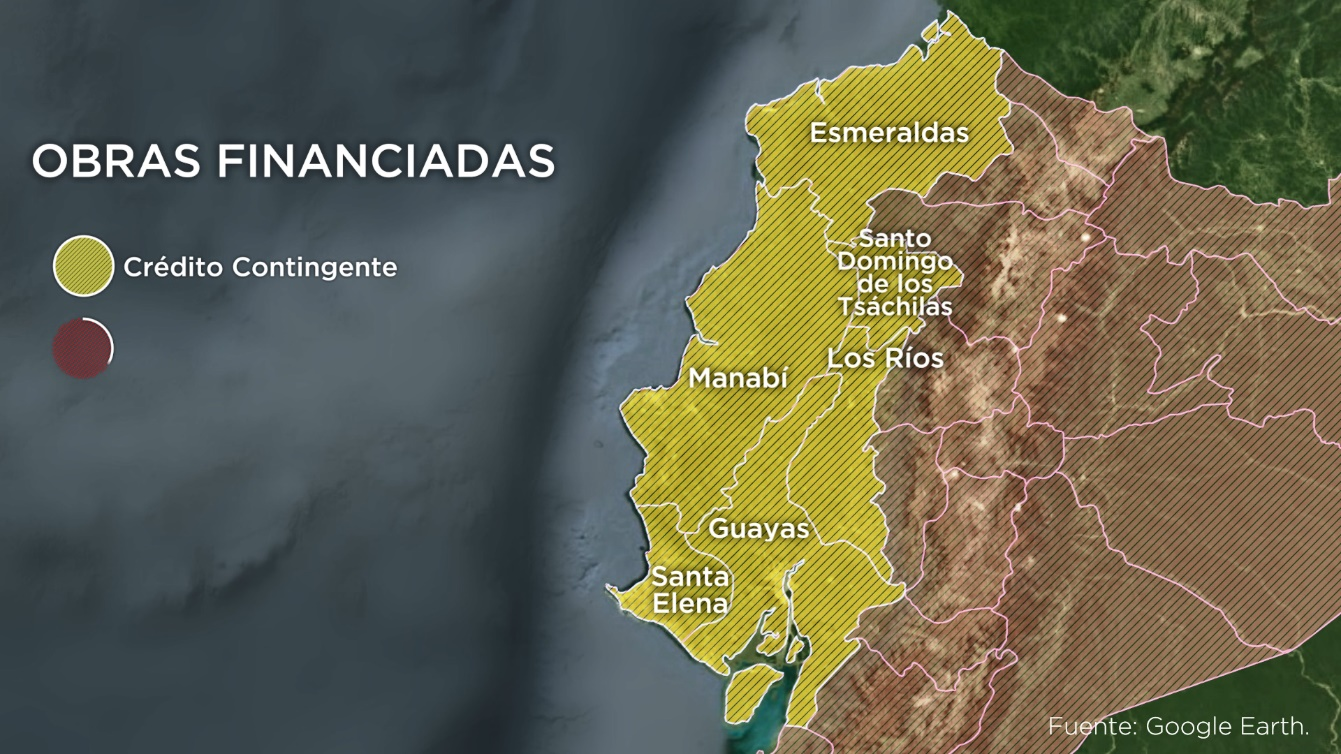 OBRAS FINANCIADAS
Crédito Contingente
Esmeraldas
Santo
Domingo
de los
Tsáchilas
Los Ríos
Manabí
Guayas
Santa
Elena
Fuente: Google Earth.